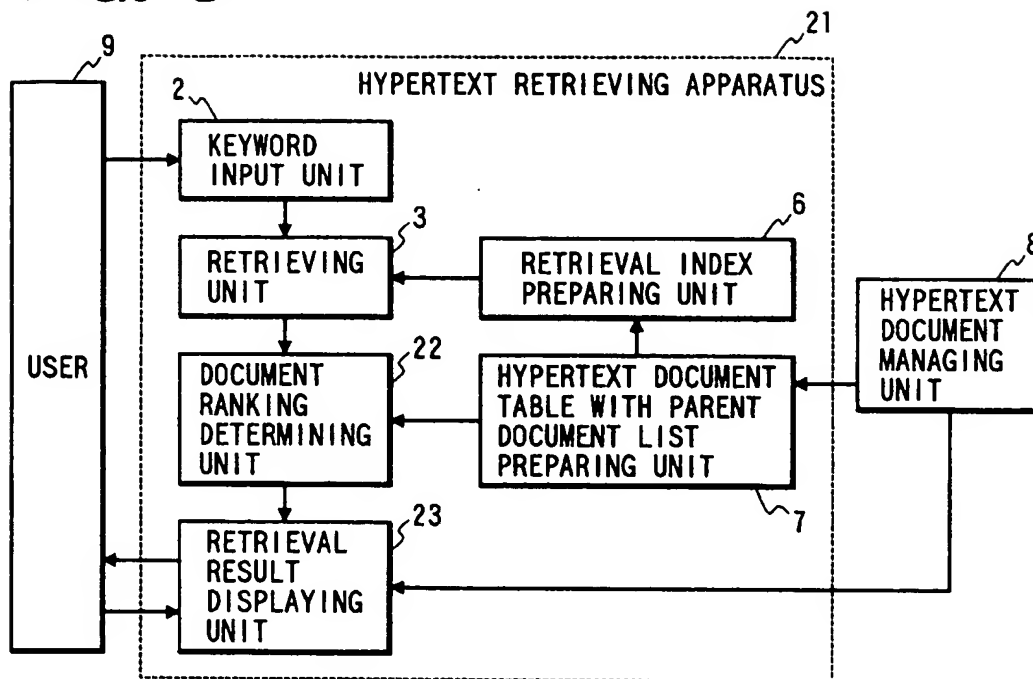 21
9
HYPERTEXT RETRIEVING APPARATUS
2
KEYWORD
INPUT UNIT
3
RETRIEVING
UNIT
6
RETRIEVAL INDEX
PREPARING UNIT
8
HYPERTEXT
DOCUMENT
MANAGING
UNIT
USER
22
DOCUMENT
RANKING
DETERMINING
UNIT
HYPERTEXT DOCUMENT
TABLE WITH PARENT
DOCUMENT LIST
PREPARING UNIT
7
23
RETRIEVAL
RESULT
DISPLAYING
UNIT